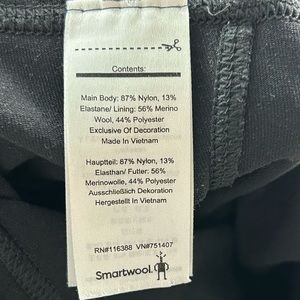 Contents:
Main Body: 87% Nylon, 13%
Elastane/ Lining: 56% Merino
Wool, 44% Polyester
Exclusive Of Decoration
Made In Vietnam
Hauptteil: 87% Nylon, 13%
Elasthan/ Futter: 56%
Merinowolle, 44% Polyester
Ausschließlich Dekoration
Hergestellt In Vietnam
RN#116388 VN#751407
Smartwool